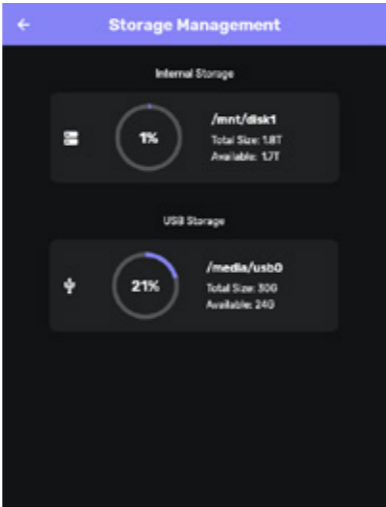 Storage Management
Internal Storage
1%
/mnt/disk1
Total Size: 1.8T
Available: 1.7T
USB Storage
21%
/media/usb0
Total Size: 30G
Available: 24G